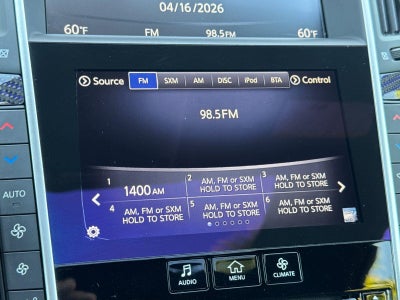 04/16/2026
60°F FM 98.5FM 60°F
Source FM SXM AM DISC iPod BTA Control
98.5FM
1 1400AM
2 AM, FM or SXM
HOLD TO STORE
3 AM, FM or SXM
HOLD TO STORE
4 AM, FM or SXM
HOLD TO STORE
5 AM, FM or SXM
HOLD TO STORE
6 AM, FM or SXM
HOLD TO STORE
AUTO
AUDIO
MENU
CLIMATE